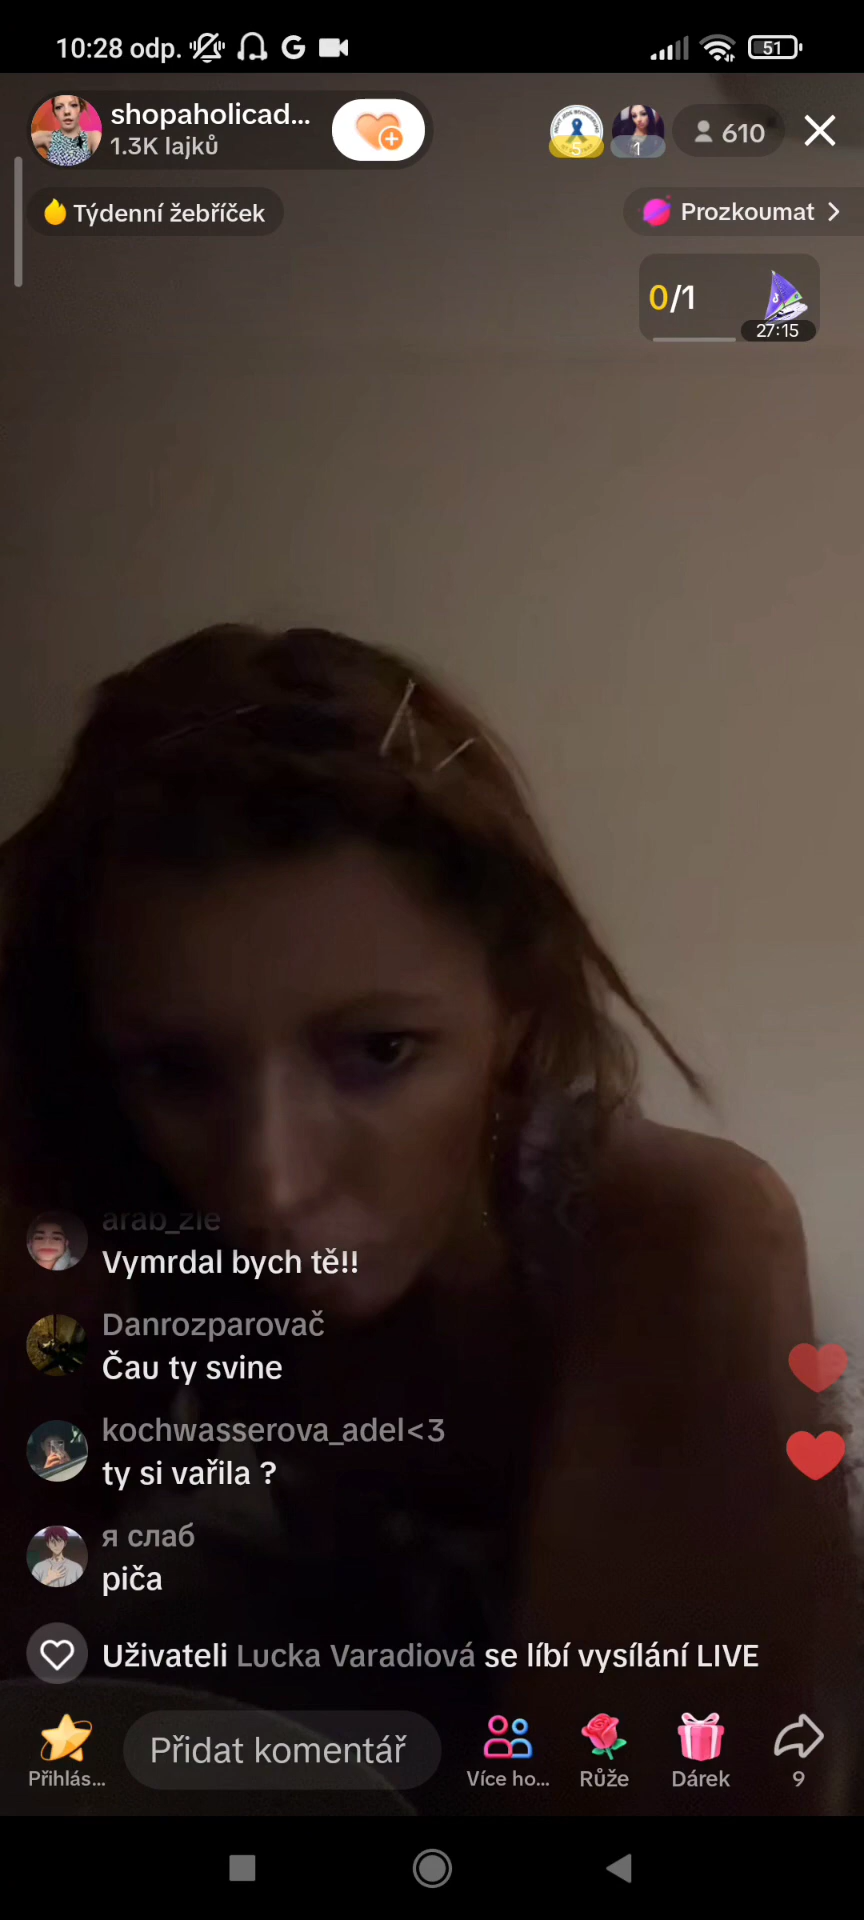 10:28 odp.
51
shopaholicad...
1.3K lajků
5
1
610
Týdenní žebříček
Prozkoumat
0/1
27:15
arab_zle
Vymrdal bych tě!!
Danrozparovač
Čau ty svine
kochwasserova_adel<3
ty si vařila ?
я слаб
piča
Uživateli Lucka Varadiová se líbí vysílání LIVE
Přidat komentář
Přihlás...
Více ho...
Růže
Dárek
9